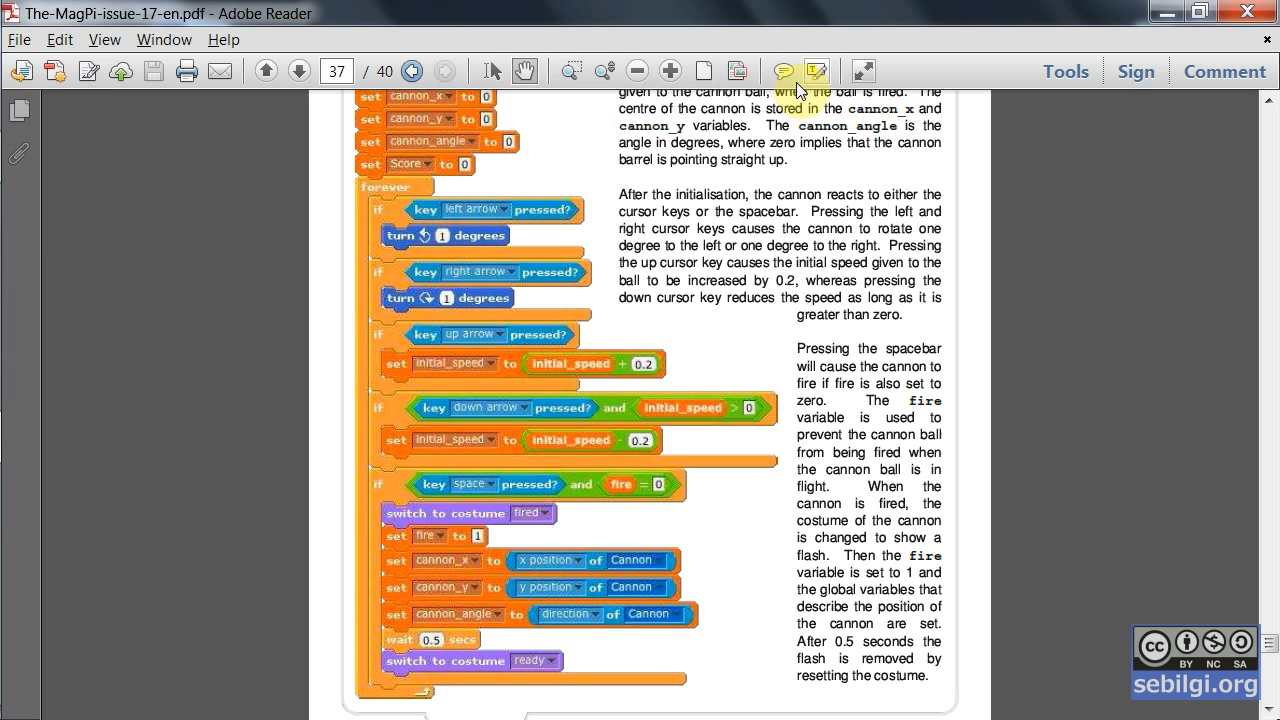 The-MagPi-issue-17-en.pdf - Adobe Reader
File Edit View Window Help
37 / 40
Tools Sign Comment
set cannon_x to 0
set cannon_y to 0
set cannon_angle to 0
set Score to 0
forever
if key left arrow pressed?
turn 1 degrees
if key right arrow pressed?
turn 1 degrees
if key up arrow pressed?
set initial_speed to initial_speed + 0.2
if key down arrow pressed? and initial_speed > 0
set initial_speed to initial_speed - 0.2
if key space pressed? and fire = 0
switch to costume fired
set fire to 1
set cannon_x to x position of Cannon
set cannon_y to y position of Cannon
set cannon_angle to direction of Cannon
wait 0.5 secs
switch to costume ready
given to the cannon ball, when the ball is fired. The
centre of the cannon is stored in the cannon_x and
cannon_y variables. The cannon_angle is the
angle in degrees, where zero implies that the cannon
barrel is pointing straight up.
After the initialisation, the cannon reacts to either the
cursor keys or the spacebar. Pressing the left and
right cursor keys causes the cannon to rotate one
degree to the left or one degree to the right. Pressing
the up cursor key causes the initial speed given to the
ball to be increased by 0.2, whereas pressing the
down cursor key reduces the speed as long as it is
greater than zero.
Pressing the spacebar
will cause the cannon to
fire if fire is also set to
zero. The fire
variable is used to
prevent the cannon ball
from being fired when
the cannon ball is in
flight. When the
cannon is fired, the
costume of the cannon
is changed to show a
flash. Then the fire
variable is set to 1 and
the global variables that
describe the position of
the cannon are set.
After 0.5 seconds the
flash is removed by
resetting the costume.
cc
BY NC SA
sebilgi.org